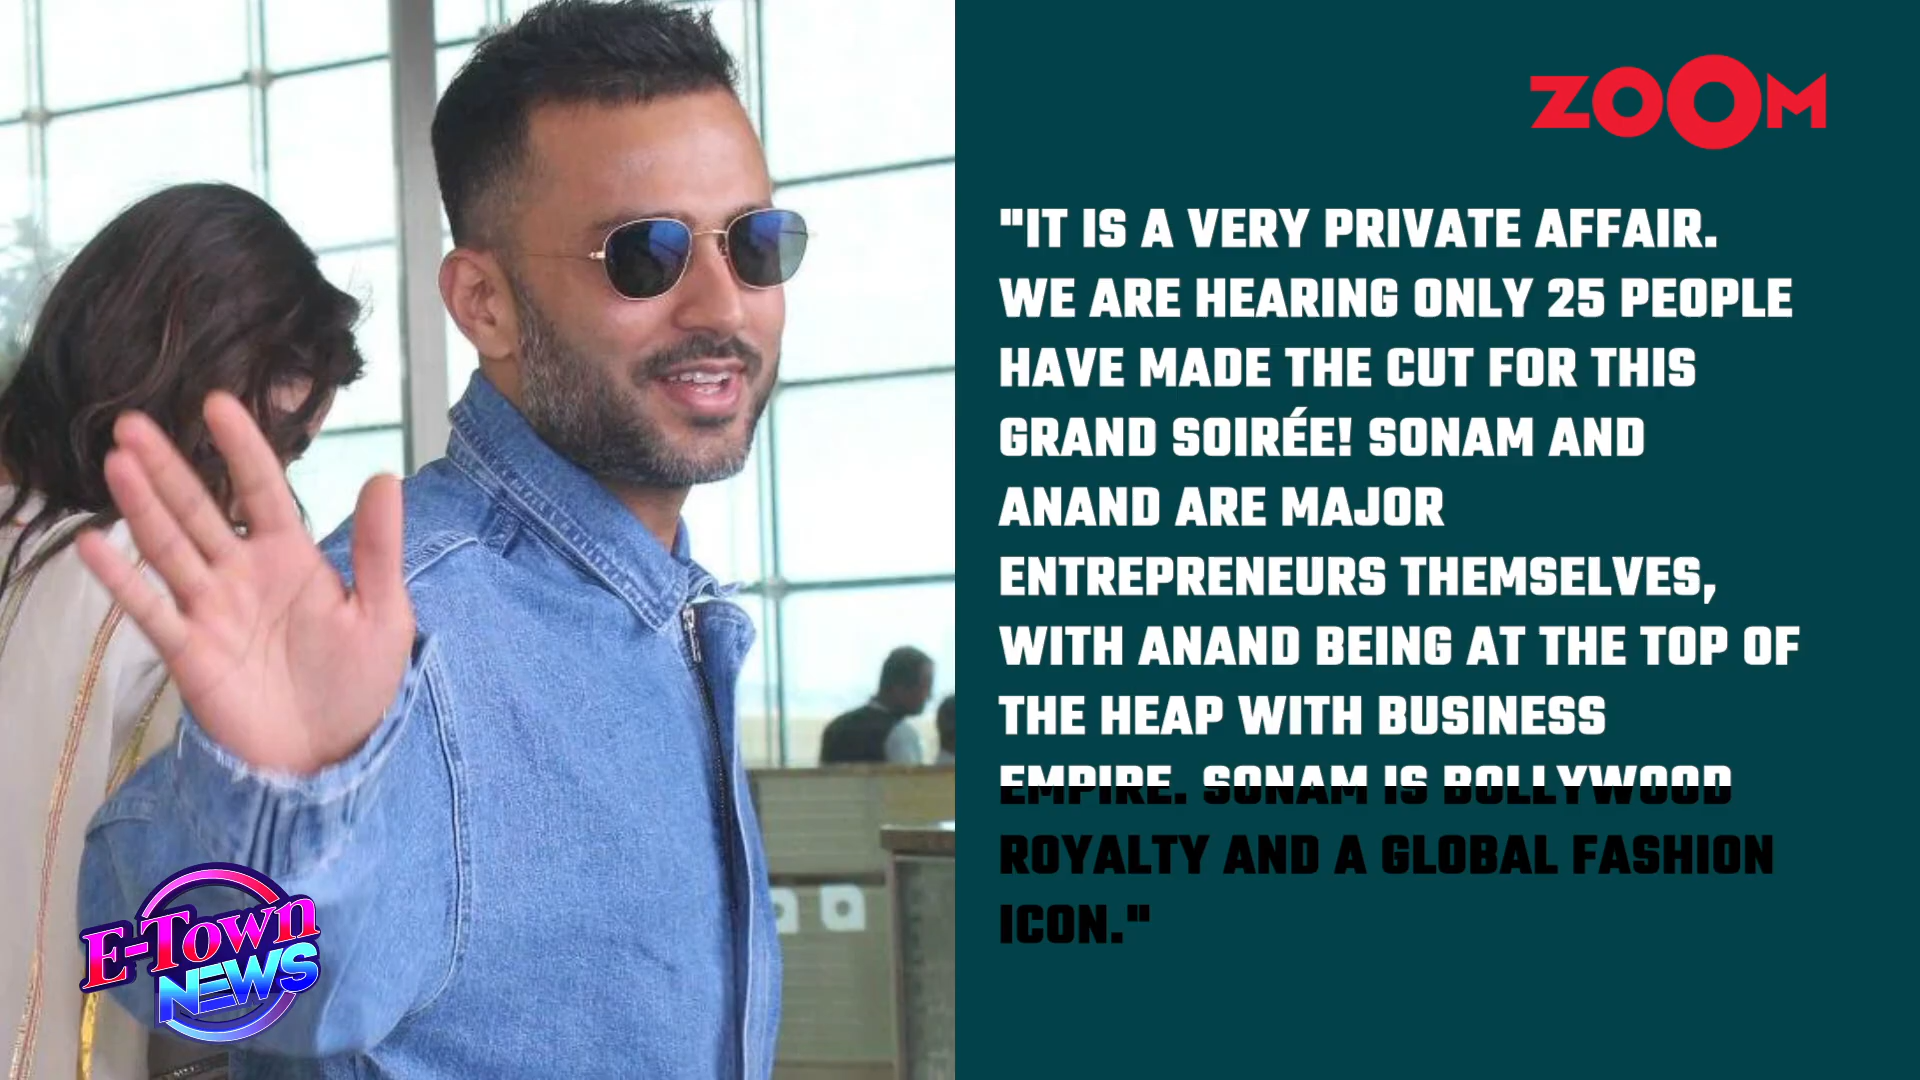 ZOOM
"IT IS A VERY PRIVATE AFFAIR.
WE ARE HEARING ONLY 25 PEOPLE
HAVE MADE THE CUT FOR THIS
GRAND SOIRÉE! SONAM AND
ANAND ARE MAJOR
ENTREPRENEURS THEMSELVES,
WITH ANAND BEING AT THE TOP OF
THE HEAP WITH BUSINESS
EMPIRE. SONAM IS BOLLYWOOD
ROYALTY AND A GLOBAL FASHION
ICON."
E-Town
NEWS